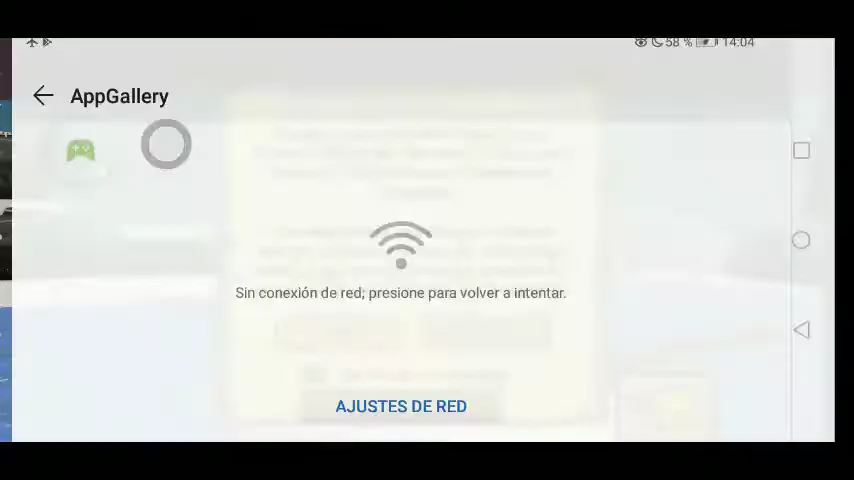 58 % 14:04
AppGallery
Sin conexión de red; presione para volver a intentar.
AJUSTES DE RED